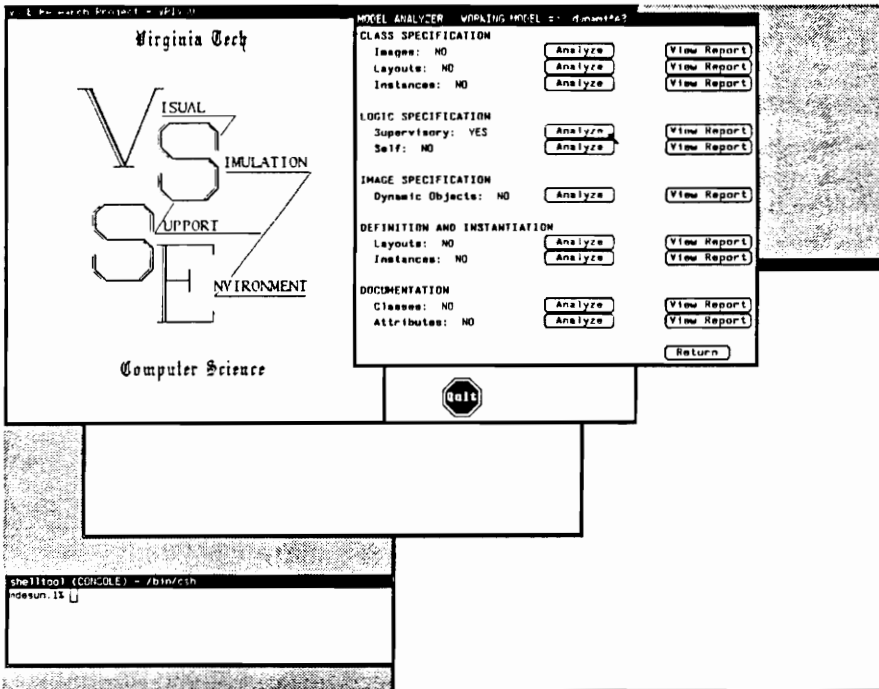 Research Project -
Virginia Tech
V ISUAL
S IMULATION
S UPPORT
E NVIRONMENT
Computer Science
MODEL ANALYZER WORKING MODEL
CLASS SPECIFICATION
Images: NO Analyze View Report
Layouts: NO Analyze View Report
Instances: NO Analyze View Report
LOGIC SPECIFICATION
Supervisory: YES Analyze View Report
Self: NO Analyze View Report
IMAGE SPECIFICATION
Dynamic Objects: NO Analyze View Report
DEFINITION AND INSTANTIATION
Layouts: NO Analyze View Report
Instances: NO Analyze View Report
DOCUMENTATION
Classes: NO Analyze View Report
Attributes: NO Analyze View Report
Return
Quit
shelltool (CONSOLE) - /bin/csh
mdesun.1%